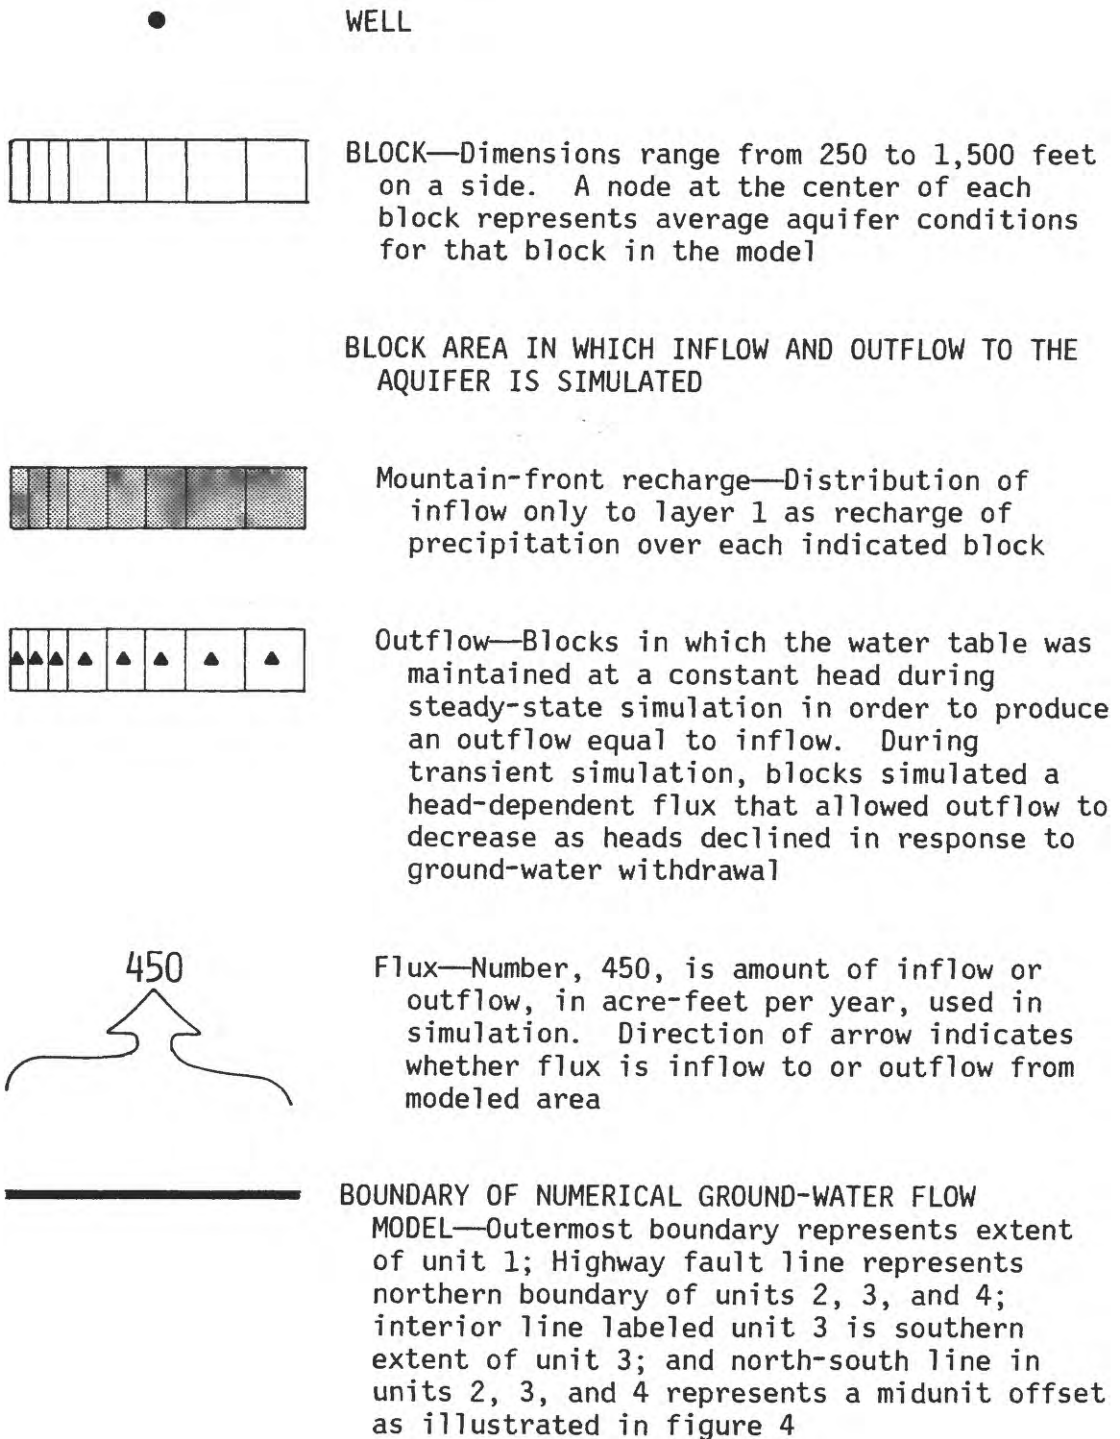 WELL
BLOCK—Dimensions range from 250 to 1,500 feet
on a side. A node at the center of each
block represents average aquifer conditions
for that block in the model
BLOCK AREA IN WHICH INFLOW AND OUTFLOW TO THE
AQUIFER IS SIMULATED
Mountain-front recharge—Distribution of
inflow only to layer 1 as recharge of
precipitation over each indicated block
Outflow—Blocks in which the water table was
maintained at a constant head during
steady-state simulation in order to produce
an outflow equal to inflow. During
transient simulation, blocks simulated a
head-dependent flux that allowed outflow to
decrease as heads declined in response to
ground-water withdrawal
450
Flux—Number, 450, is amount of inflow or
outflow, in acre-feet per year, used in
simulation. Direction of arrow indicates
whether flux is inflow to or outflow from
modeled area
BOUNDARY OF NUMERICAL GROUND-WATER FLOW
MODEL—Outermost boundary represents extent
of unit 1; Highway fault line represents
northern boundary of units 2, 3, and 4;
interior line labeled unit 3 is southern
extent of unit 3; and north-south line in
units 2, 3, and 4 represents a midunit offset
as illustrated in figure 4